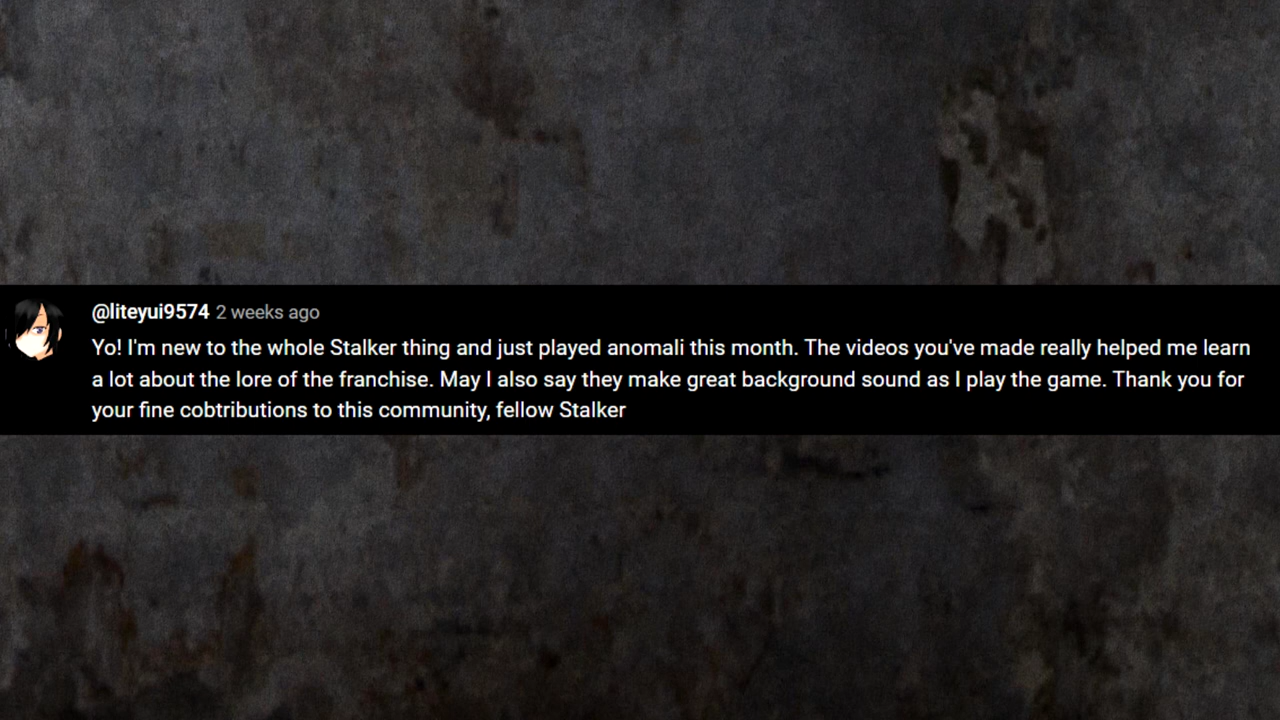 @liteyui9574 2 weeks ago
Yo! I'm new to the whole Stalker thing and just played anomali this month. The videos you've made really helped me learn
a lot about the lore of the franchise. May I also say they make great background sound as I play the game. Thank you for
your fine cobtributions to this community, fellow Stalker